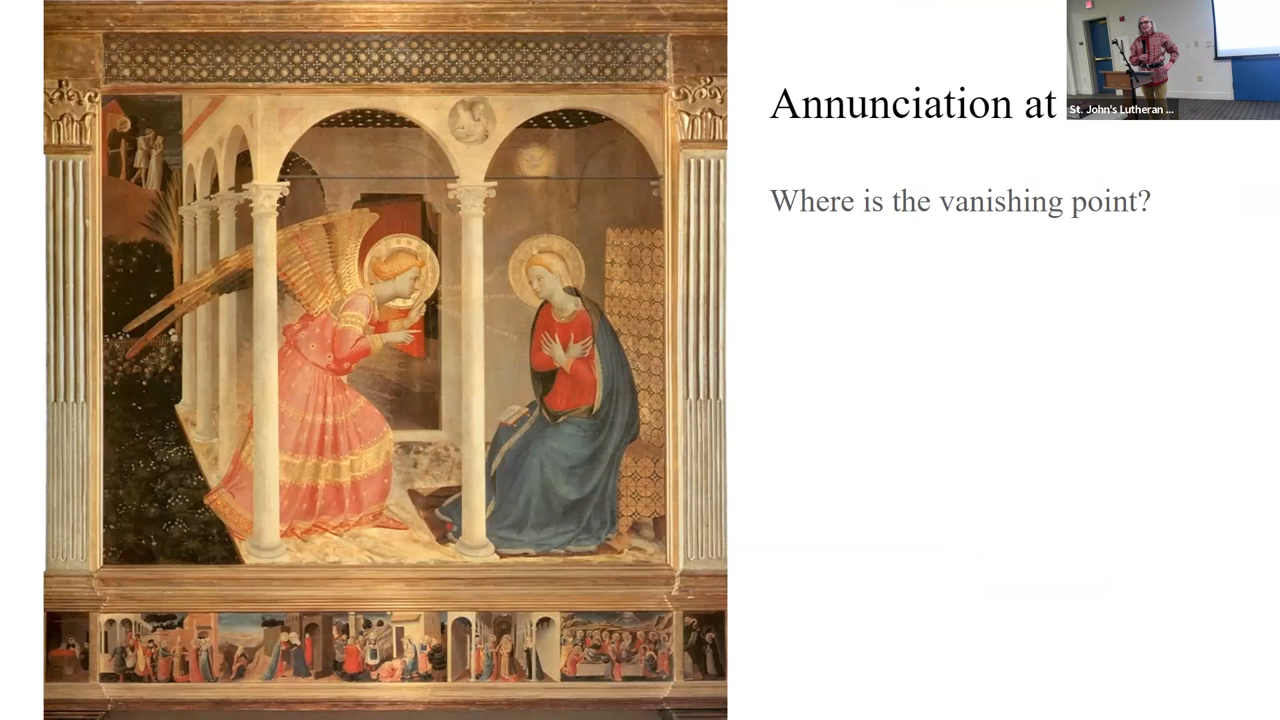 Annunciation at
St. John's Lutheran ...
Where is the vanishing point?